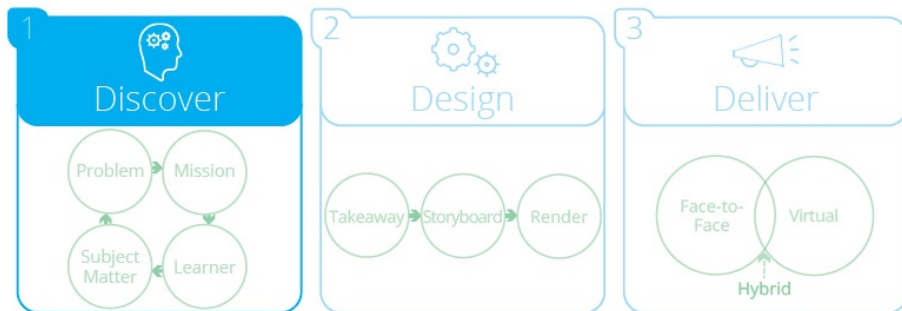 1
Discover
Problem
Mission
Subject
Matter
Learner
2
Design
Takeaway
Storyboard
Render
3
Deliver
Face-to-
Face
Virtual
Hybrid